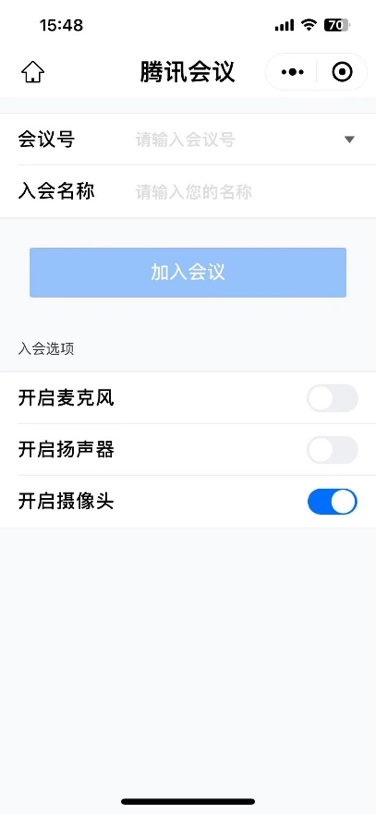 15:48
70
腾讯会议
会议号 请输入会议号
入会名称 请输入您的名称
加入会议
入会选项
开启麦克风
开启扬声器
开启摄像头